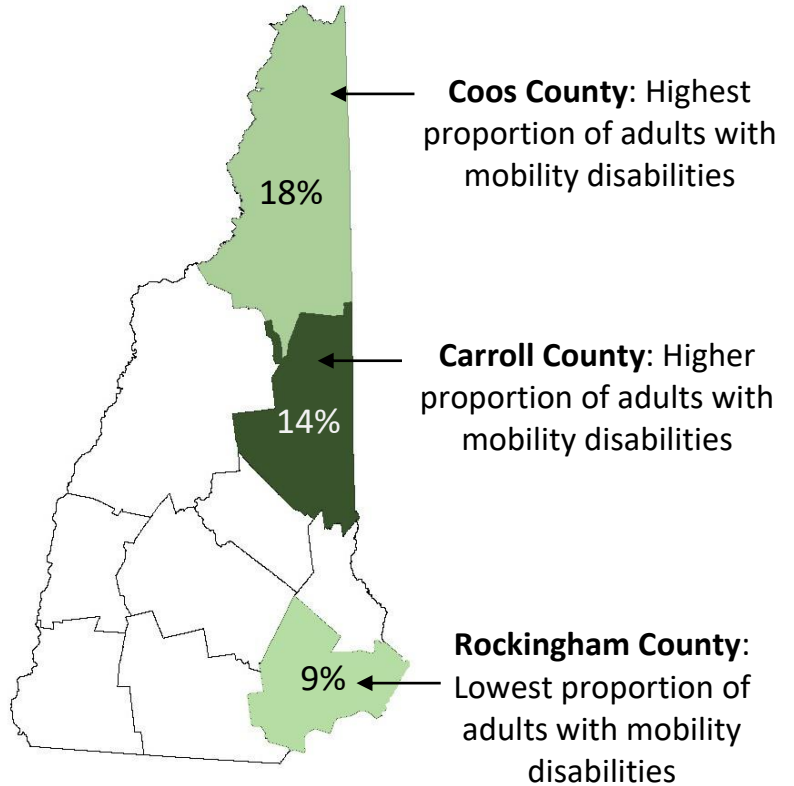 Coos County: Highest
proportion of adults with
mobility disabilities
18%
Carroll County: Higher
proportion of adults with
mobility disabilities
14%
Rockingham County:
Lowest proportion of
adults with mobility
disabilities
9%